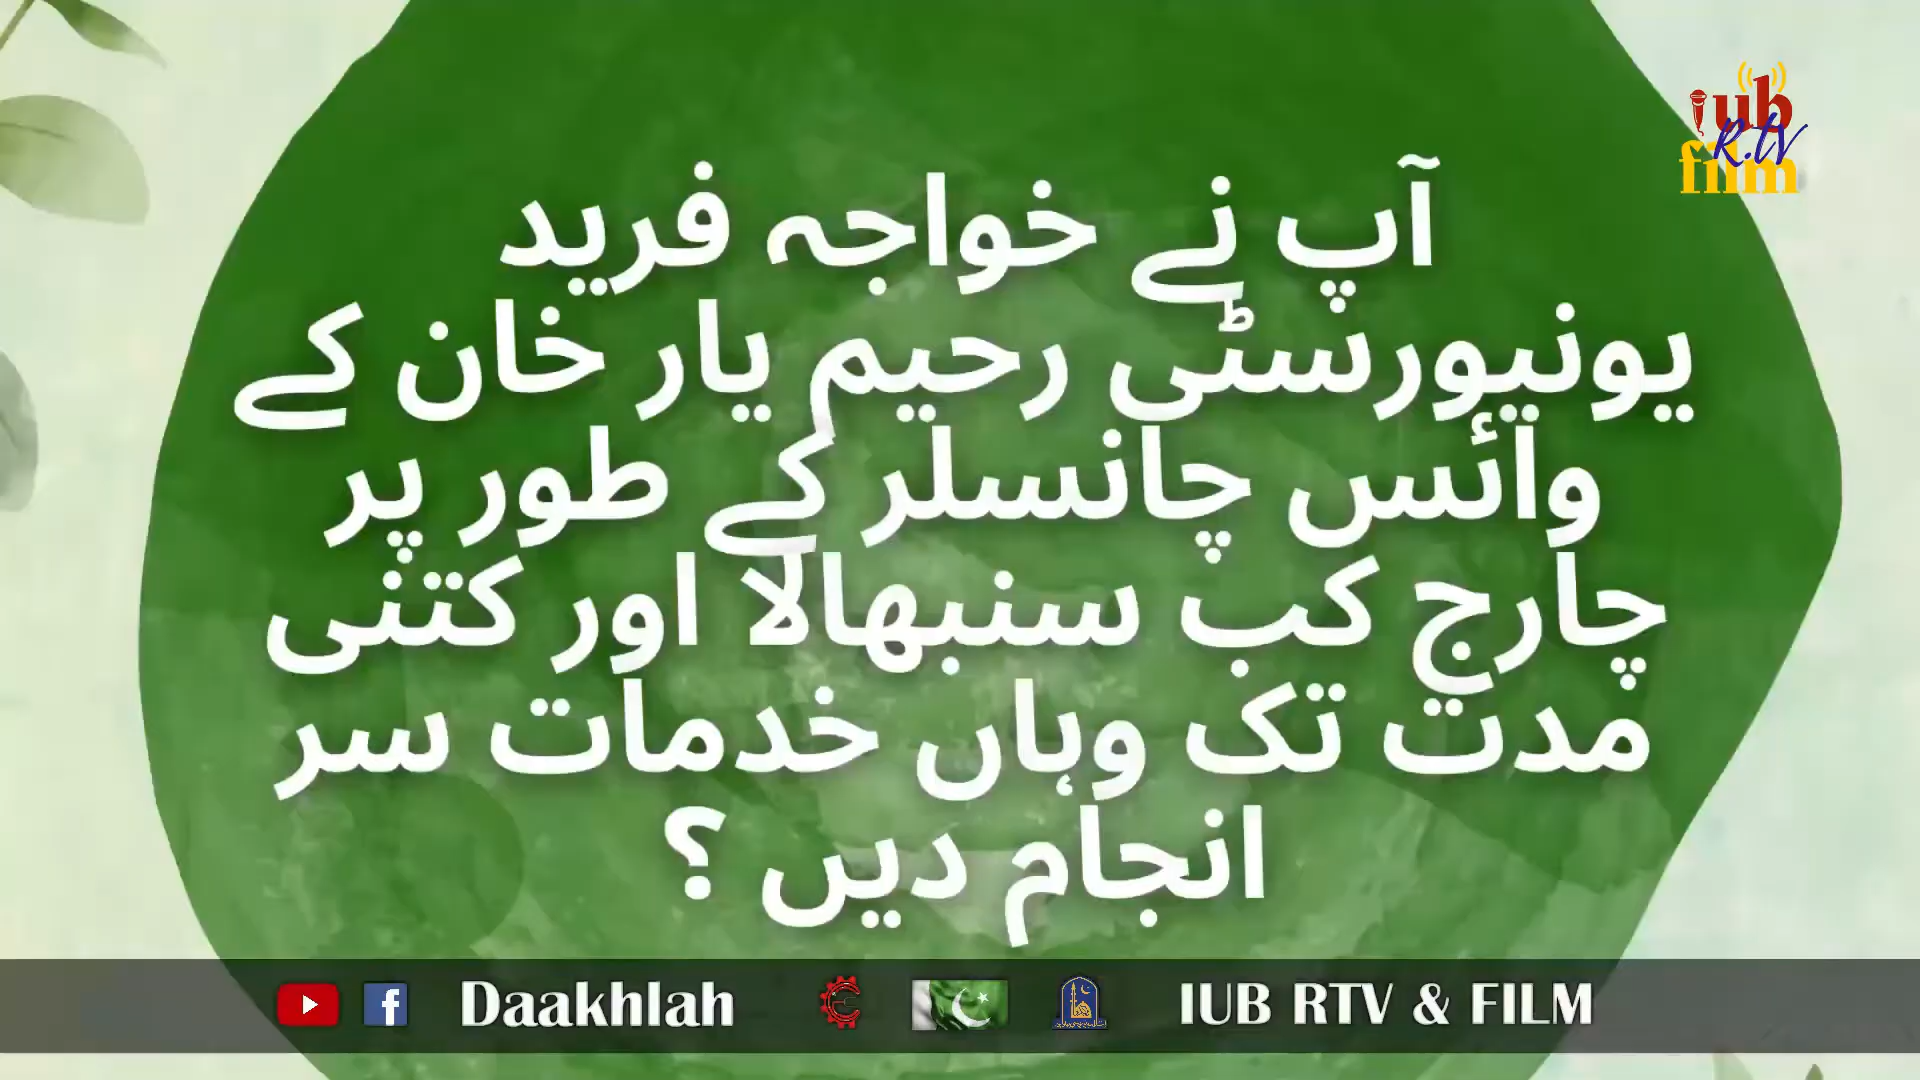 iub
R.tV
film
آپ نے خواجہ فرید
یونیورسٹی رحیم یار خان کے
وائس چانسلر کے طور پر
چارج کب سنبھالا اور کتنی
مدت تک وہاں خدمات سر
انجام دیں ؟
Daakhlah IUB RTV & FILM